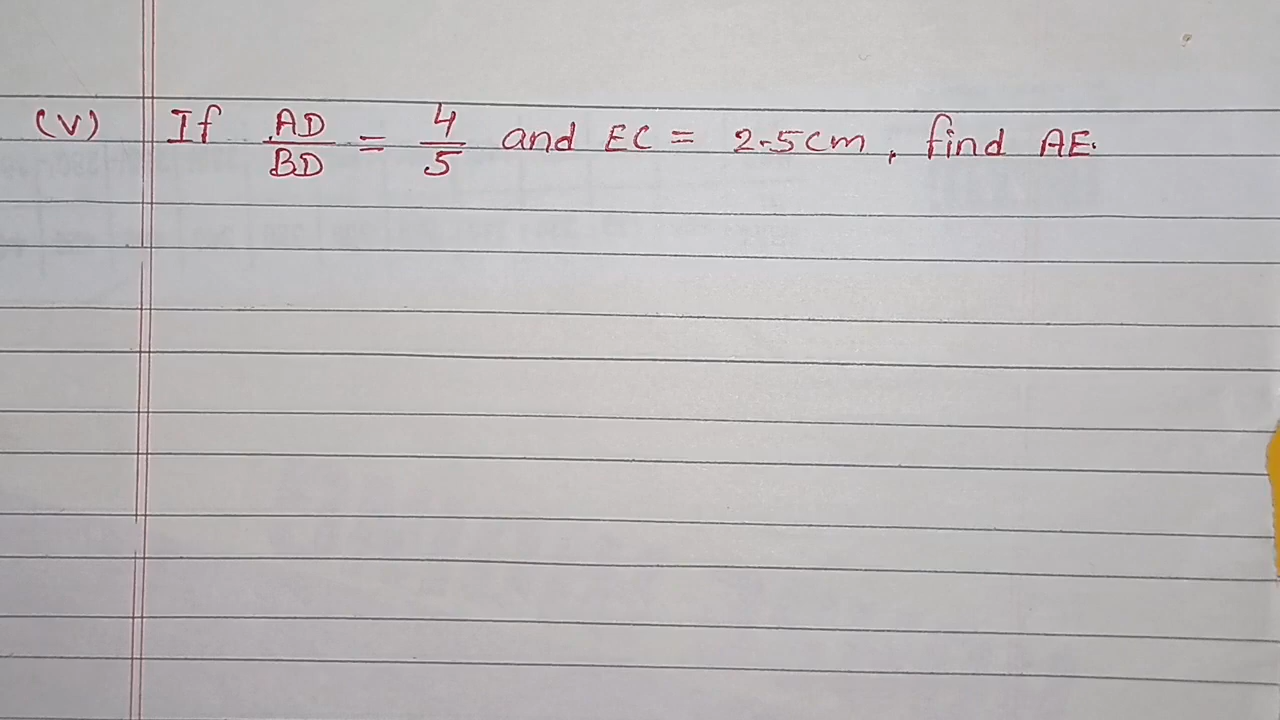 (V) If AD/BD = 4/5 and EC = 2.5cm, find AE.